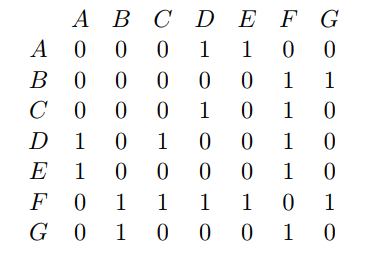 A B C D E F G
A 0 0 0 1 1 0 0
B 0 0 0 0 0 1 1
C 0 0 0 1 0 1 0
D 1 0 1 0 0 1 0
E 1 0 0 0 0 1 0
F 0 1 1 1 1 0 1
G 0 1 0 0 0 1 0